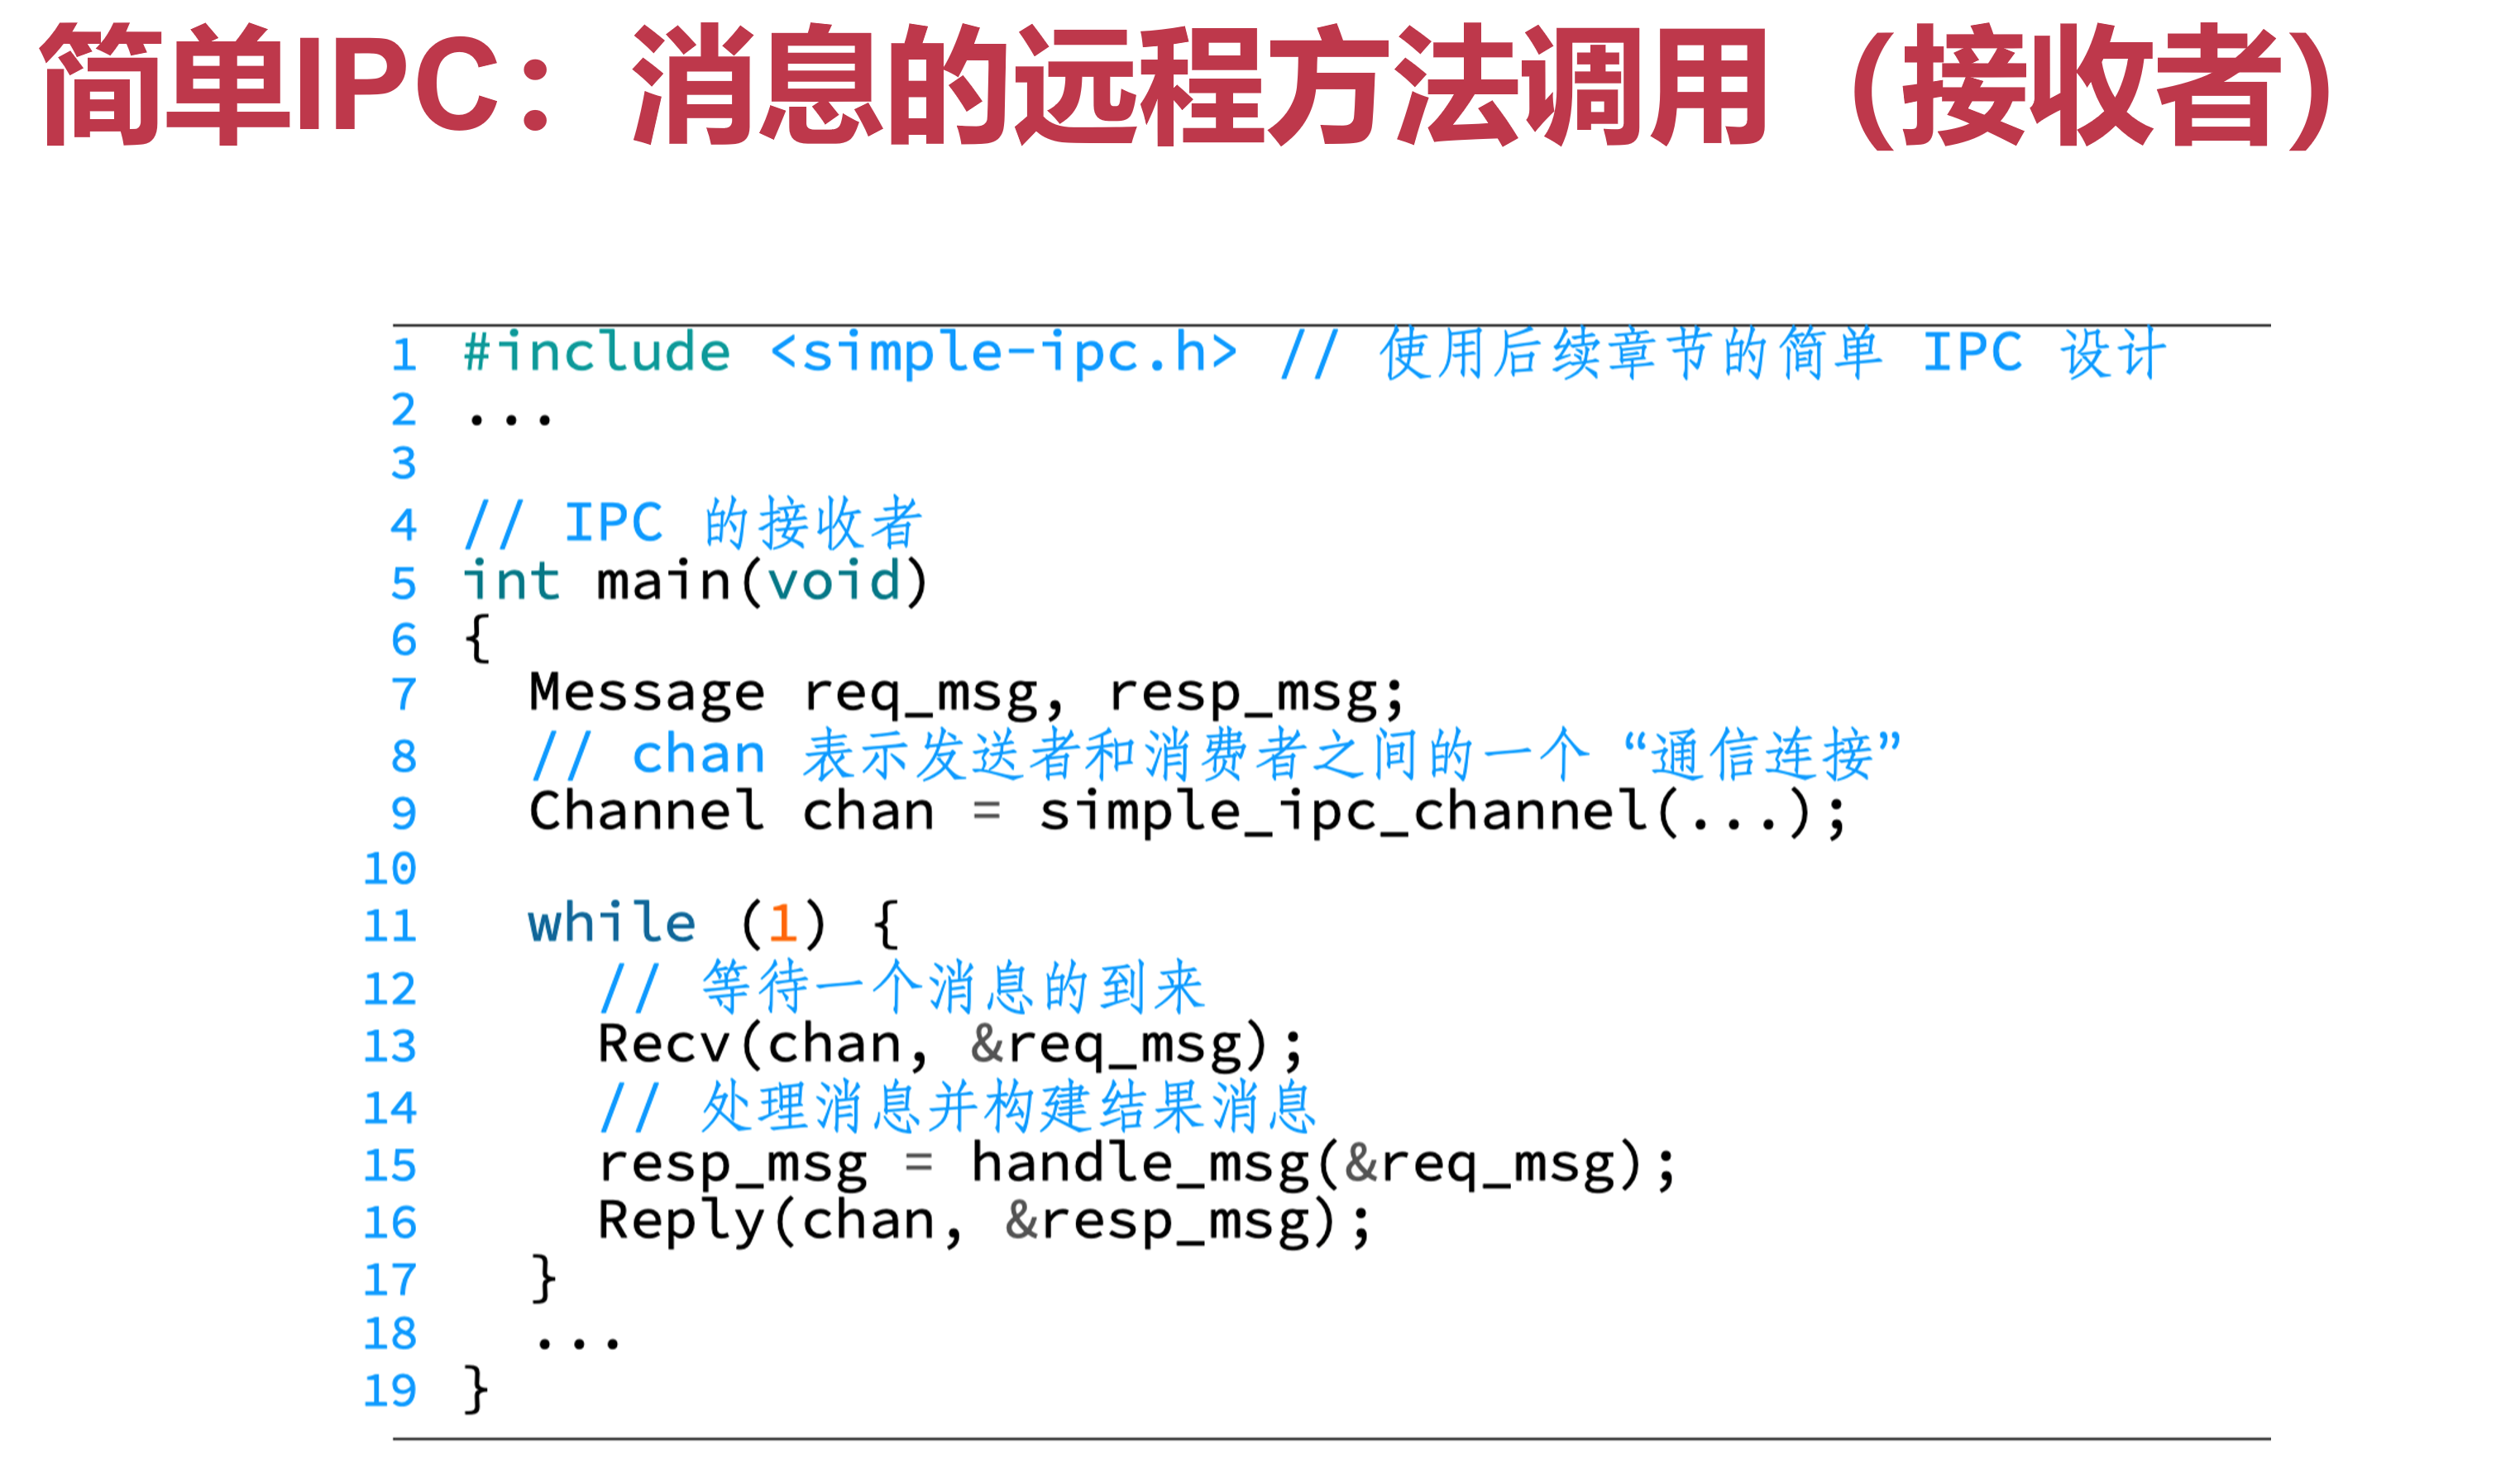 简单IPC：消息的远程方法调用（接收者）
1 #include <simple-ipc.h> // 使用后续章节的简单 IPC 设计
2 ...
3
4 // IPC 的接收者
5 int main(void)
6 {
7 Message req_msg, resp_msg;
8 // chan 表示发送者和消费者之间的一个 “通信连接”
9 Channel chan = simple_ipc_channel(...);
10
11 while (1) {
12 // 等待一个消息的到来
13 Recv(chan, &req_msg);
14 // 处理消息并构建结果消息
15 resp_msg = handle_msg(&req_msg);
16 Reply(chan, &resp_msg);
17 }
18 ...
19 }